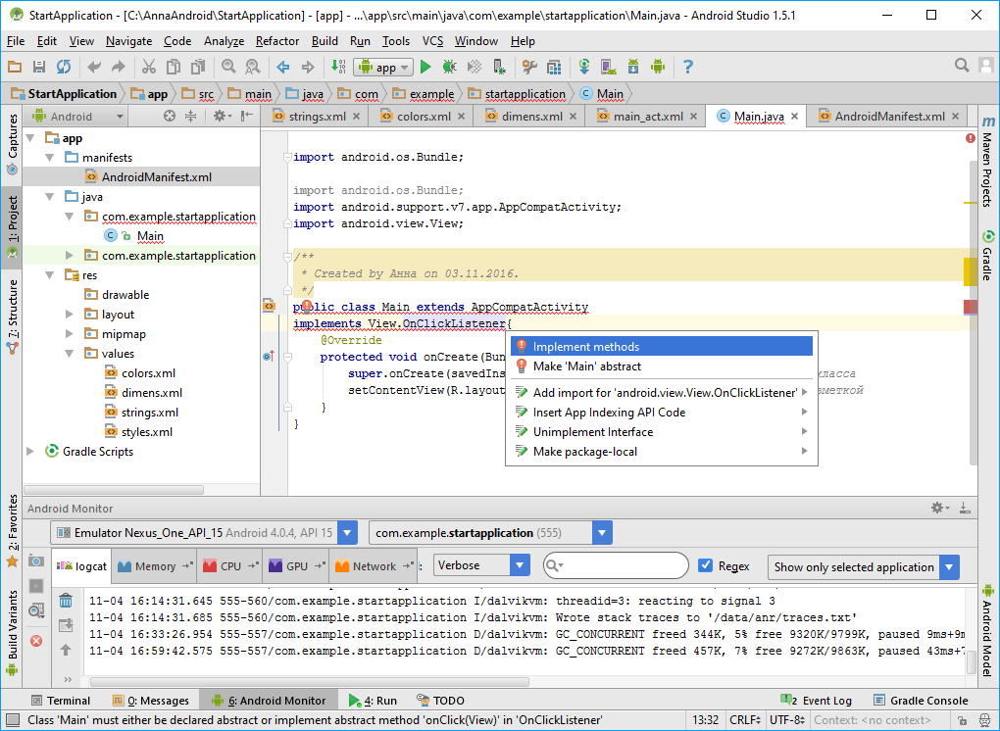 StartApplication - [C:\AnnaAndroid\StartApplication] - [app] - ...\app\src\main\java\com\example\startapplication\Main.java - Android Studio 1.5.1
File Edit View Navigate Code Analyze Refactor Build Run Tools VCS Window Help
app
StartApplication app src main java com example startapplication Main
Android
strings.xml colors.xml dimens.xml main_act.xml Main.java AndroidManifest.xml
Captures
1: Project
7: Structure
2: Favorites
Build Variants
app
manifests
AndroidManifest.xml
java
com.example.startapplication
Main
com.example.startapplication
res
drawable
layout
mipmap
values
colors.xml
dimens.xml
strings.xml
styles.xml
Gradle Scripts
import android.os.Bundle;
import android.os.Bundle;
import android.support.v7.app.AppCompatActivity;
import android.view.View;
/**
* Created by Анна on 03.11.2016.
*/
public class Main extends AppCompatActivity
implements View.OnClickListener{
@Override
protected void onCreate(Bun
super.onCreate(savedIns класса
setContentView(R.layou меткой
}
}
Implement methods
Make 'Main' abstract
Add import for 'android.view.View.OnClickListener'
Insert App Indexing API Code
Unimplement Interface
Make package-local
Maven Projects
Gradle
Android Model
Android Monitor
Emulator Nexus_One_API_15 Android 4.0.4, API 15
com.example.startapplication (555)
logcat Memory CPU GPU Network Verbose Regex Show only selected application
11-04 16:14:31.645 555-560/com.example.startapplication I/dalvikvm: threadid=3: reacting to signal 3
11-04 16:14:31.685 555-560/com.example.startapplication I/dalvikvm: Wrote stack traces to '/data/anr/traces.txt'
11-04 16:33:26.954 555-557/com.example.startapplication D/dalvikvm: GC_CONCURRENT freed 344K, 5% free 9320K/9799K, paused 9ms+9m
11-04 16:59:42.575 555-557/com.example.startapplication D/dalvikvm: GC_CONCURRENT freed 457K, 7% free 9272K/9863K, paused 43ms+
Terminal 0: Messages 6: Android Monitor 4: Run TODO 2 Event Log Gradle Console
Class 'Main' must either be declared abstract or implement abstract method 'onClick(View)' in 'OnClickListener' 13:32 CRLF UTF-8 Context: <no context>